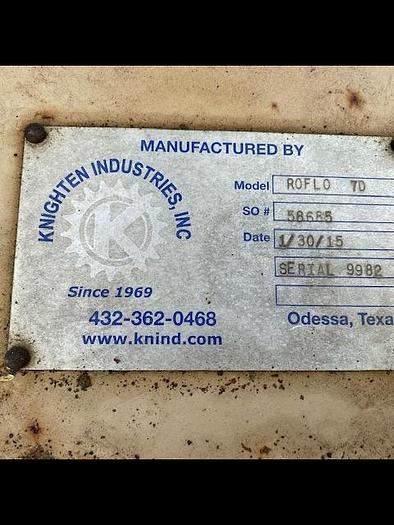 MANUFACTURED BY
KNIGHTEN INDUSTRIES, INC
K
Since 1969
432-362-0468
www.knind.com
Model ROFLO 7D
SO # 58685
Date 1/30/15
SERIAL 9982
Odessa, Texa